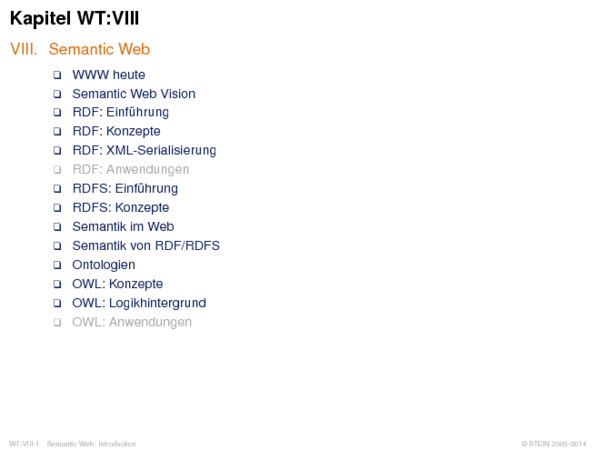 Kapitel WT:VIII
VIII. Semantic Web
❑ WWW heute
❑ Semantic Web Vision
❑ RDF: Einführung
❑ RDF: Konzepte
❑ RDF: XML-Serialisierung
❑ RDF: Anwendungen
❑ RDFS: Einführung
❑ RDFS: Konzepte
❑ Semantik im Web
❑ Semantik von RDF/RDFS
❑ Ontologien
❑ OWL: Konzepte
❑ OWL: Logikhintergrund
❑ OWL: Anwendungen
WT:VIII-1 Semantic Web: Introduction © STEIN 2005-2014